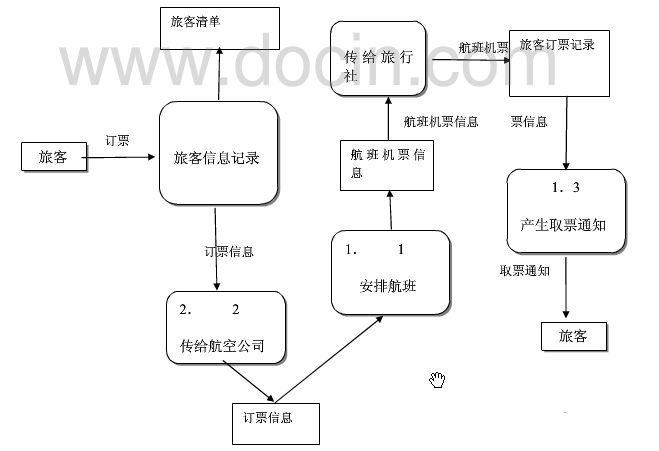 旅客清单
www.docin.com
传给旅行
社
航班机票
旅客订票记录
订票
旅客
旅客信息记录
航班机票信息
票信息
航班机票信
息
1. 3
产生取票通知
订票信息
1. 1
安排航班
取票通知
2. 2
传给航空公司
旅客
订票信息